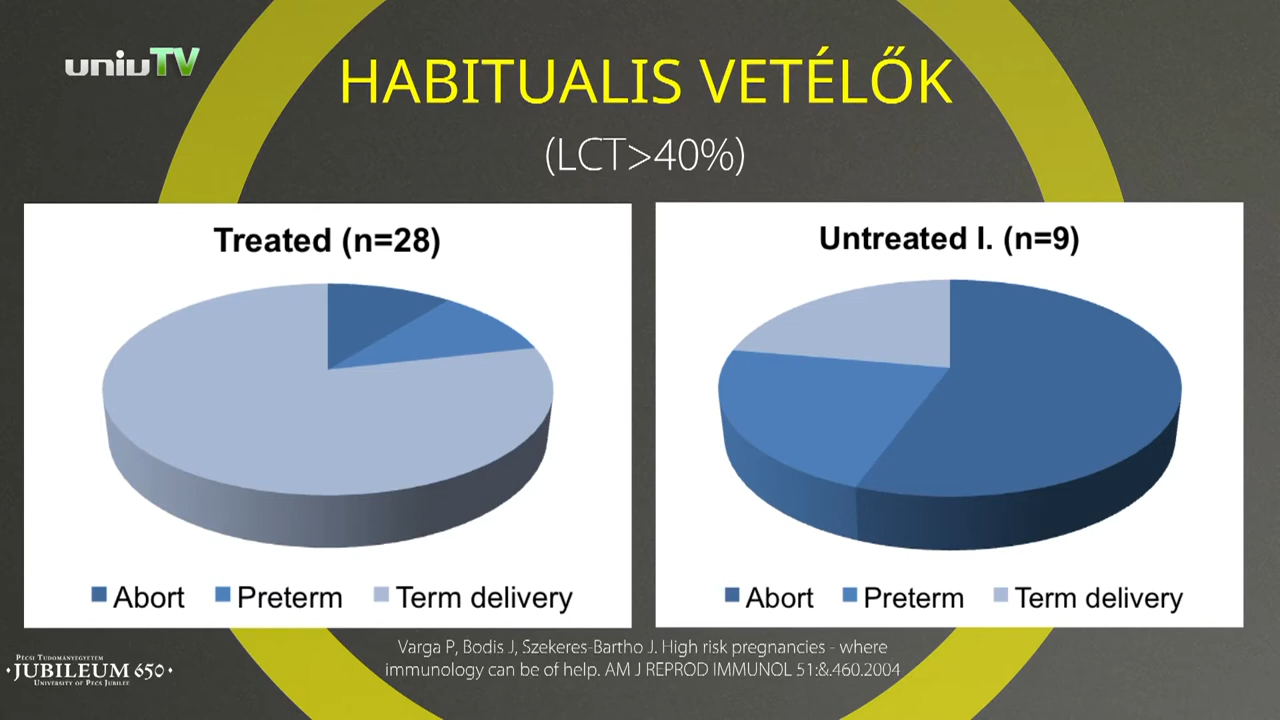 uniuTV
HABITUALIS VETÉLŐK
(LCT>40%)
Treated (n=28)
Abort Preterm Term delivery
Untreated I. (n=9)
Abort Preterm Term delivery
Varga P, Bodis J, Szekeres-Bartho J. High risk pregnancies - where
immunology can be of help. AM J REPROD IMMUNOL 51:&.460.2004
Pécsi Tudományegyetem
·JUBILEUM 650·
University of Pecs Jubilee